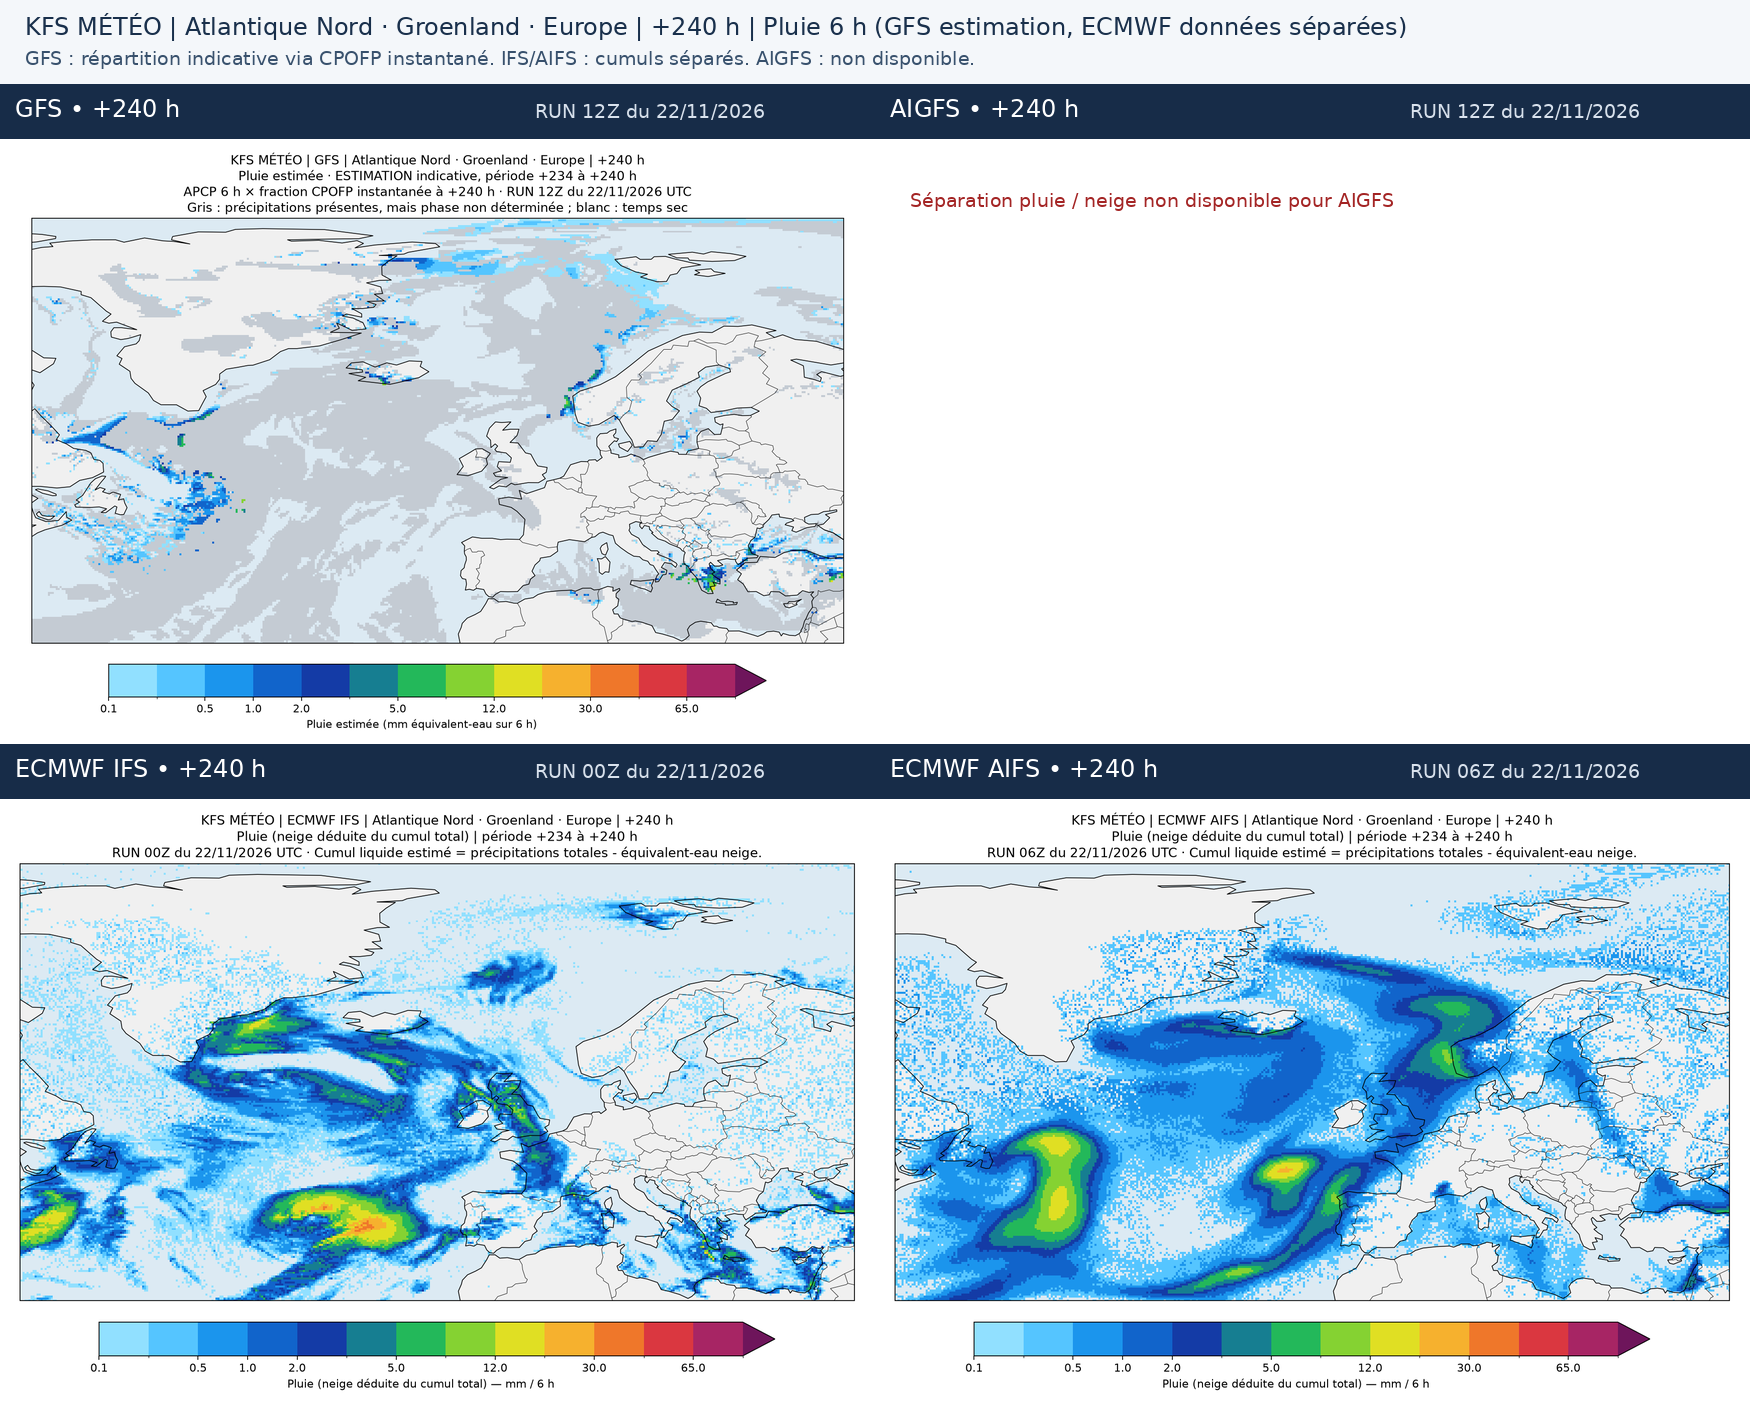 KFS MÉTÉO | Atlantique Nord · Groenland · Europe | +240 h | Pluie 6 h (GFS estimation, ECMWF données séparées)
GFS : répartition indicative via CPOFP instantané. IFS/AIFS : cumuls séparés. AIGFS : non disponible.
GFS • +240 h
RUN 12Z du 22/11/2026
AIGFS • +240 h
RUN 12Z du 22/11/2026
KFS MÉTÉO | GFS | Atlantique Nord · Groenland · Europe | +240 h
Pluie estimée · ESTIMATION indicative, période +234 à +240 h
APCP 6 h × fraction CPOFP instantanée à +240 h · RUN 12Z du 22/11/2026 UTC
Gris : précipitations présentes, mais phase non déterminée ; blanc : temps sec
0.1 0.5 1.0 2.0 5.0 12.0 30.0 65.0
Pluie estimée (mm équivalent-eau sur 6 h)
Séparation pluie / neige non disponible pour AIGFS
ECMWF IFS • +240 h
RUN 00Z du 22/11/2026
ECMWF AIFS • +240 h
RUN 06Z du 22/11/2026
KFS MÉTÉO | ECMWF IFS | Atlantique Nord · Groenland · Europe | +240 h
Pluie (neige déduite du cumul total) | période +234 à +240 h
RUN 00Z du 22/11/2026 UTC · Cumul liquide estimé = précipitations totales - équivalent-eau neige.
0.1 0.5 1.0 2.0 5.0 12.0 30.0 65.0
Pluie (neige déduite du cumul total) — mm / 6 h
KFS MÉTÉO | ECMWF AIFS | Atlantique Nord · Groenland · Europe | +240 h
Pluie (neige déduite du cumul total) | période +234 à +240 h
RUN 06Z du 22/11/2026 UTC · Cumul liquide estimé = précipitations totales - équivalent-eau neige.
0.1 0.5 1.0 2.0 5.0 12.0 30.0 65.0
Pluie (neige déduite du cumul total) — mm / 6 h